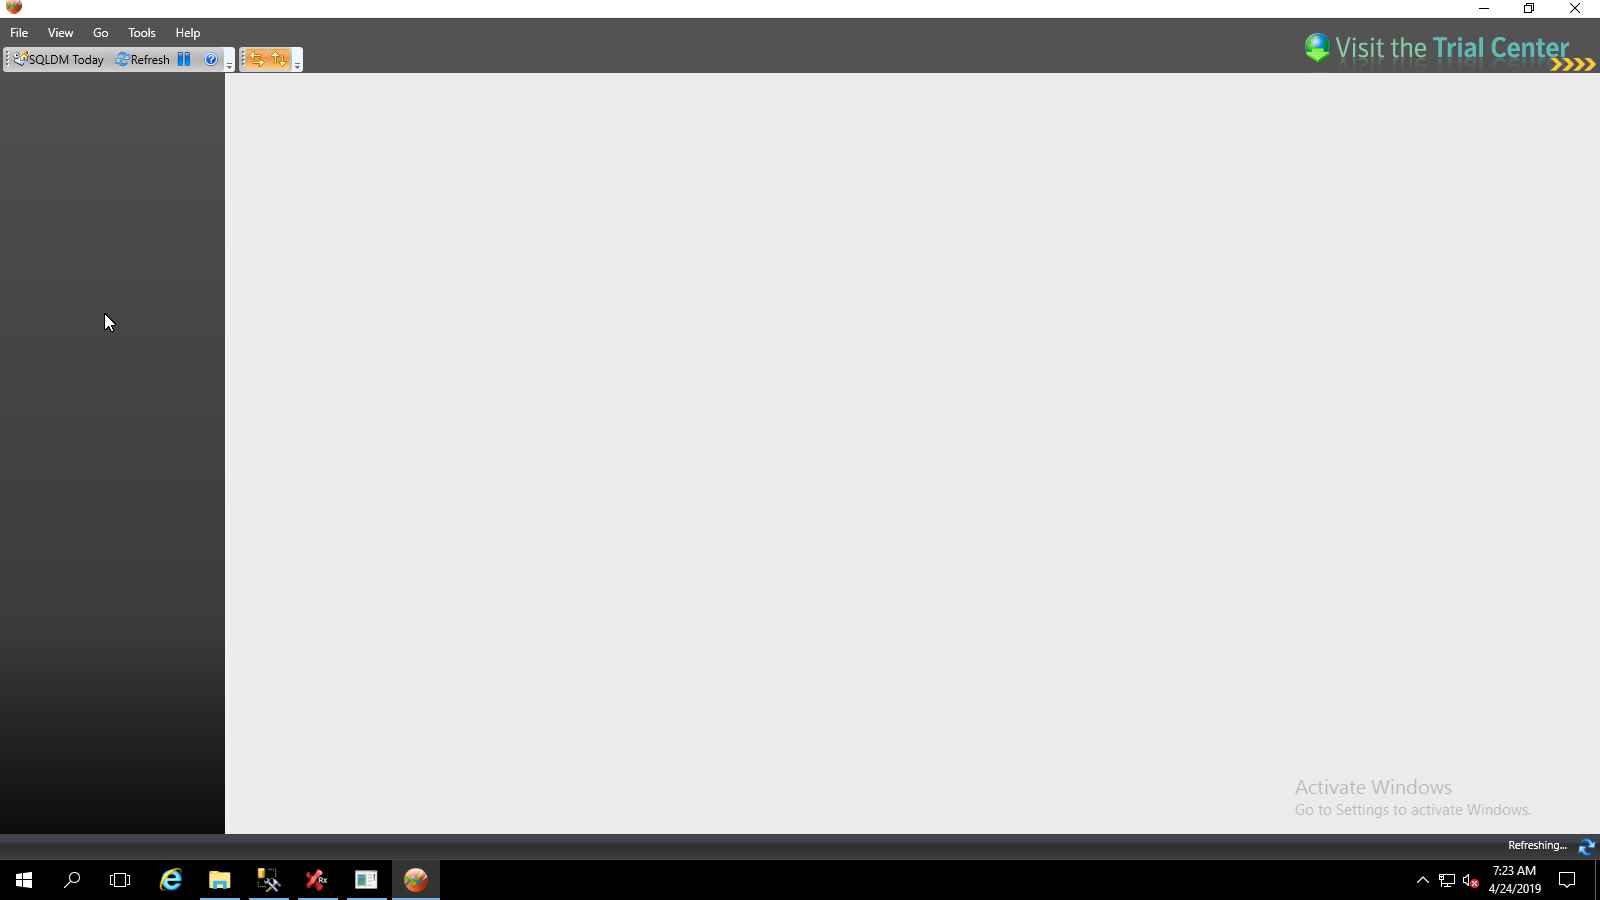 File View Go Tools Help
Visit the Trial Center
SQLDM Today Refresh
Activate Windows
Go to Settings to activate Windows.
Refreshing...
Rx
7:23 AM
4/24/2019